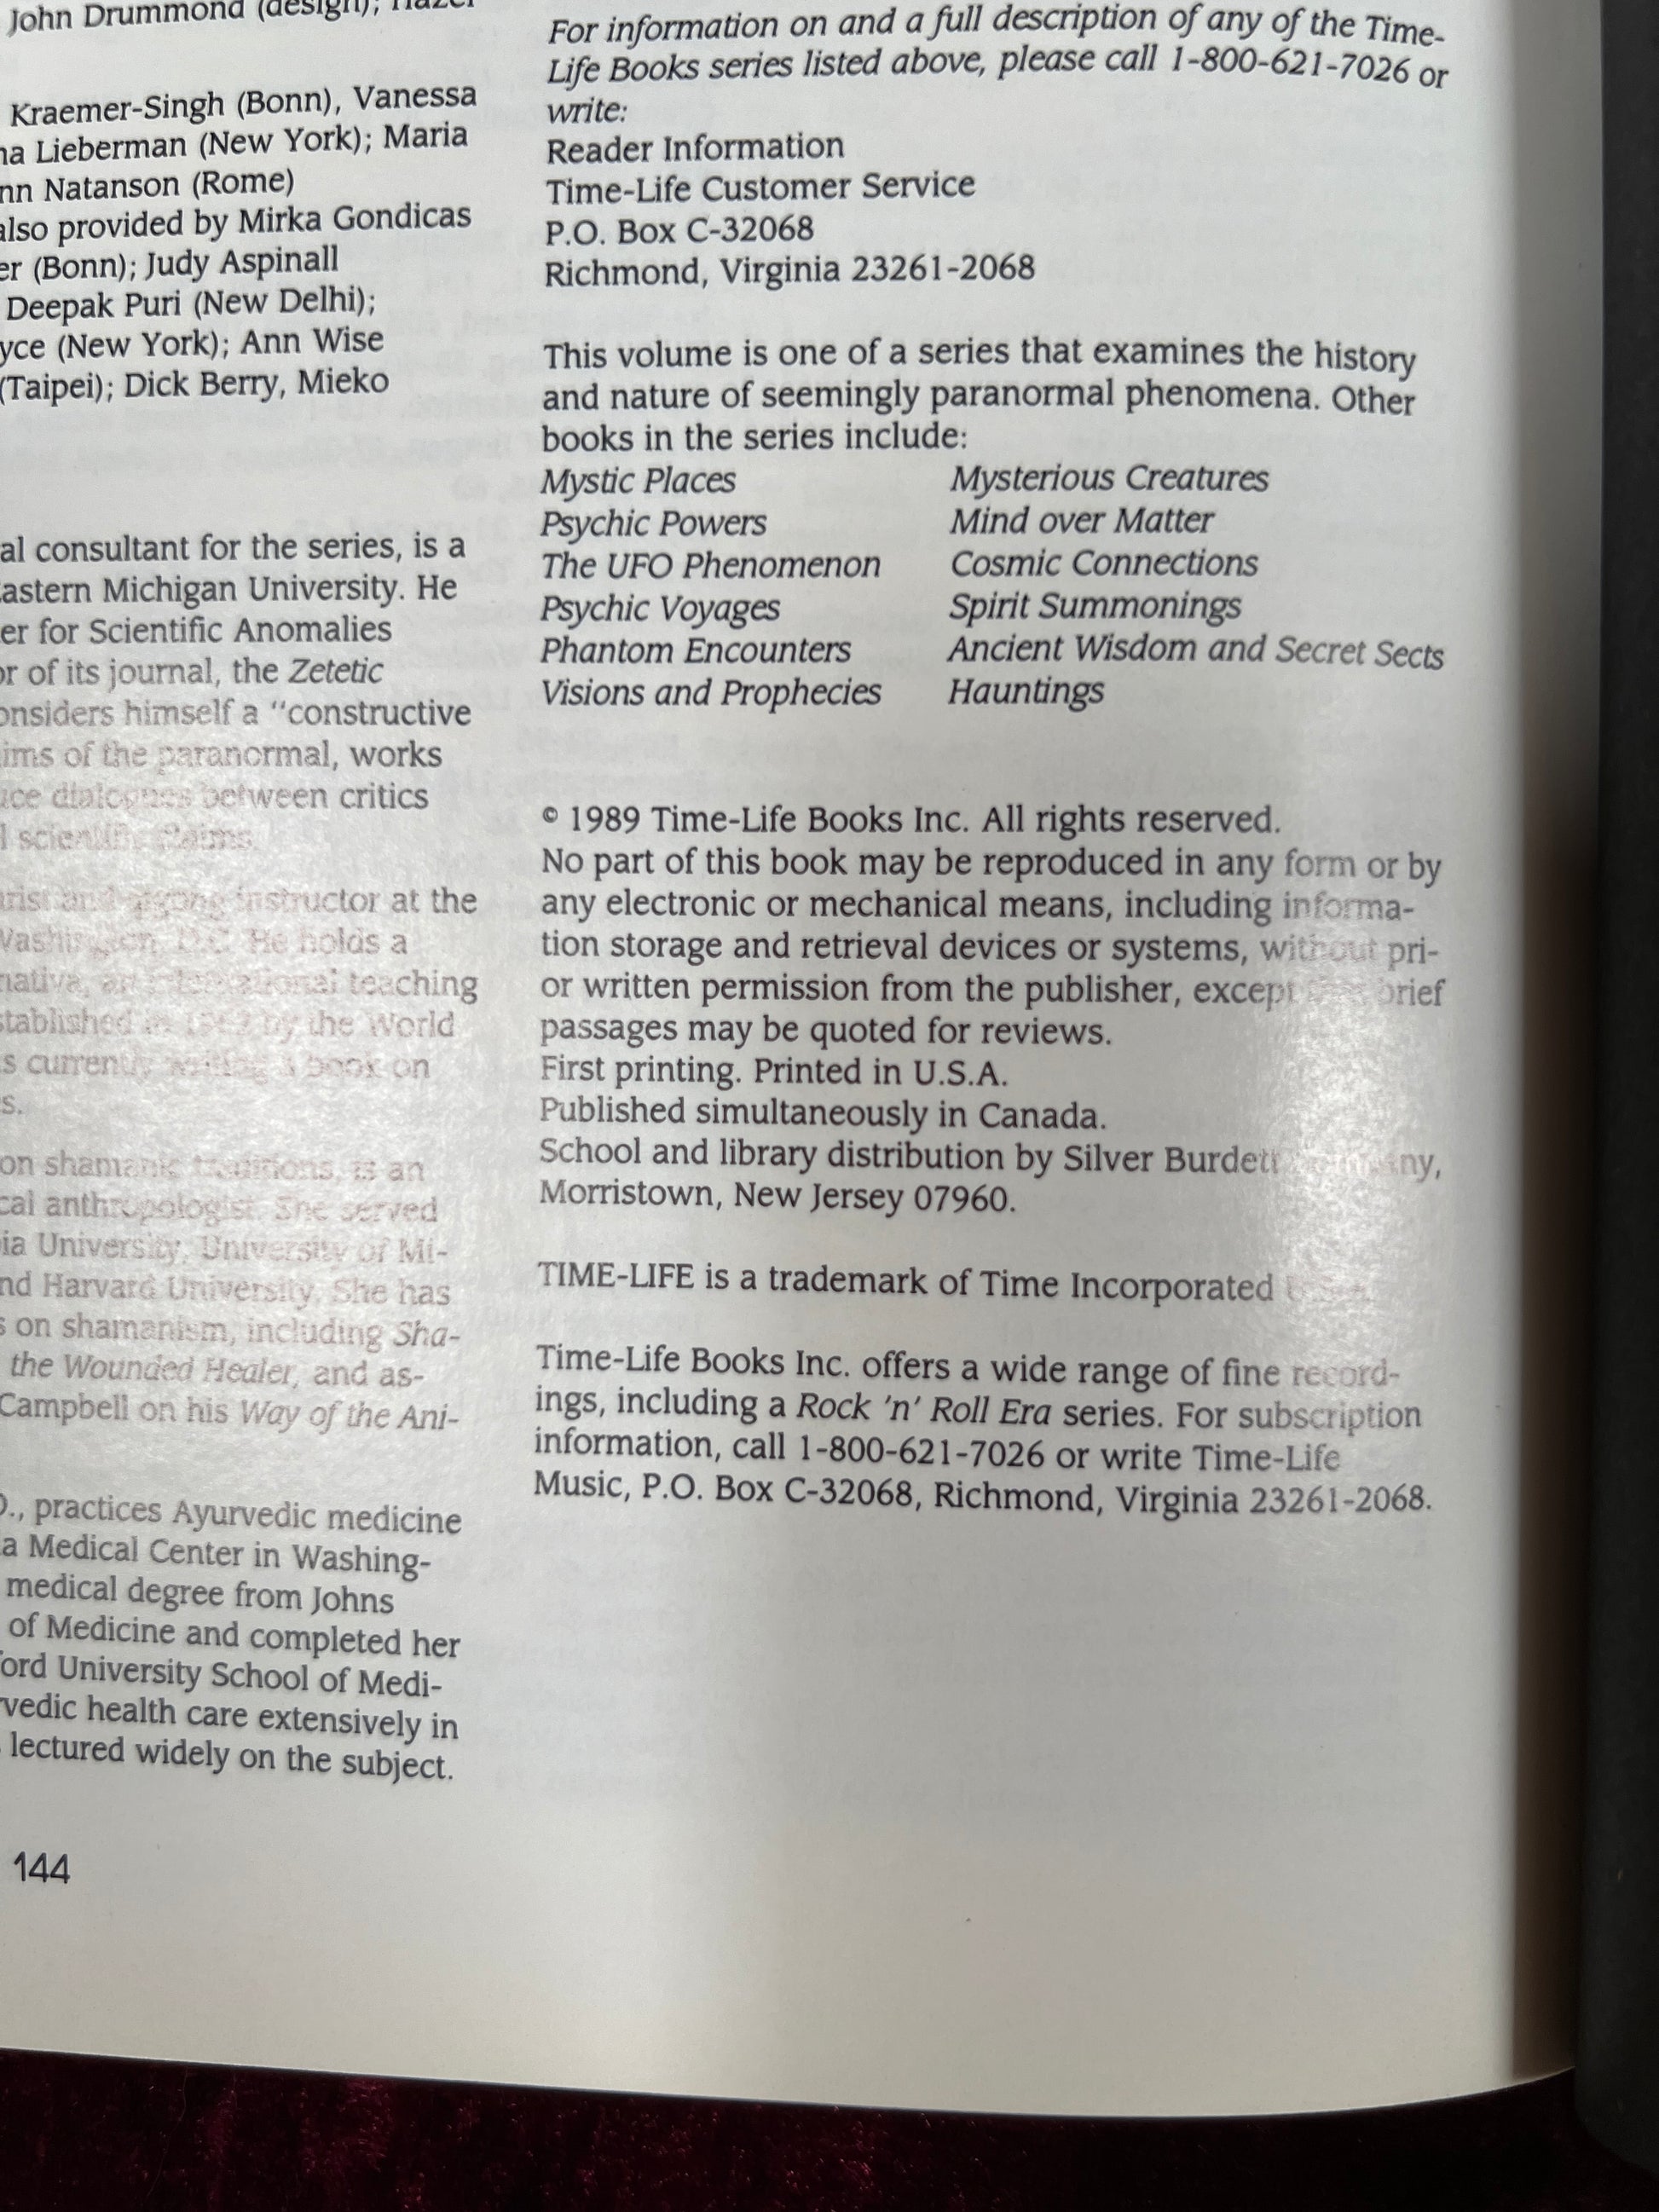 John Drummond (design); Hazel
Kraemer-Singh (Bonn), Vanessa
Lieberman (New York); Maria
Natanson (Rome)
also provided by Mirka Gondicas
(Bonn); Judy Aspinall
Deepak Puri (New Delhi);
(New York); Ann Wise
(Taipei); Dick Berry, Mieko
consultant for the series, is a
Eastern Michigan University. He
for Scientific Anomalies
of its journal, the Zetetic
considers himself a “constructive
of the paranormal, works
dialogues between critics
scientific claims.
and qigong instructor at the
Washington, D.C. He holds a
teaching
by the World
currently writing a book on
on shamanic traditions, is an
anthropologist. She served
University, University of Mi-
and Harvard University. She has
on shamanism, including Sha-
the Wounded Healer, and as-
Campbell on his Way of the Ani-
practices Ayurvedic medicine
Medical Center in Washing-
medical degree from Johns
of Medicine and completed her
University School of Medi-
health care extensively in
lectured widely on the subject.
144
For information on and a full description of any of the Time-
Life Books series listed above, please call 1-800-621-7026 or
write:
Reader Information
Time-Life Customer Service
P.O. Box C-32068
Richmond, Virginia 23261-2068
This volume is one of a series that examines the history
and nature of seemingly paranormal phenomena. Other
books in the series include:
Mystic Places
Psychic Powers
The UFO Phenomenon
Psychic Voyages
Phantom Encounters
Visions and Prophecies
Mysterious Creatures
Mind over Matter
Cosmic Connections
Spirit Summonings
Ancient Wisdom and Secret Sects
Hauntings
© 1989 Time-Life Books Inc. All rights reserved.
No part of this book may be reproduced in any form or by
any electronic or mechanical means, including informa-
tion storage and retrieval devices or systems, without pri-
or written permission from the publisher, except that brief
passages may be quoted for reviews.
First printing. Printed in U.S.A.
Published simultaneously in Canada.
School and library distribution by Silver Burdett Company,
Morristown, New Jersey 07960.
TIME-LIFE is a trademark of Time Incorporated
Time-Life Books Inc. offers a wide range of fine record-
ings, including a Rock 'n' Roll Era series. For subscription
information, call 1-800-621-7026 or write Time-Life
Music, P.O. Box C-32068, Richmond, Virginia 23261-2068.